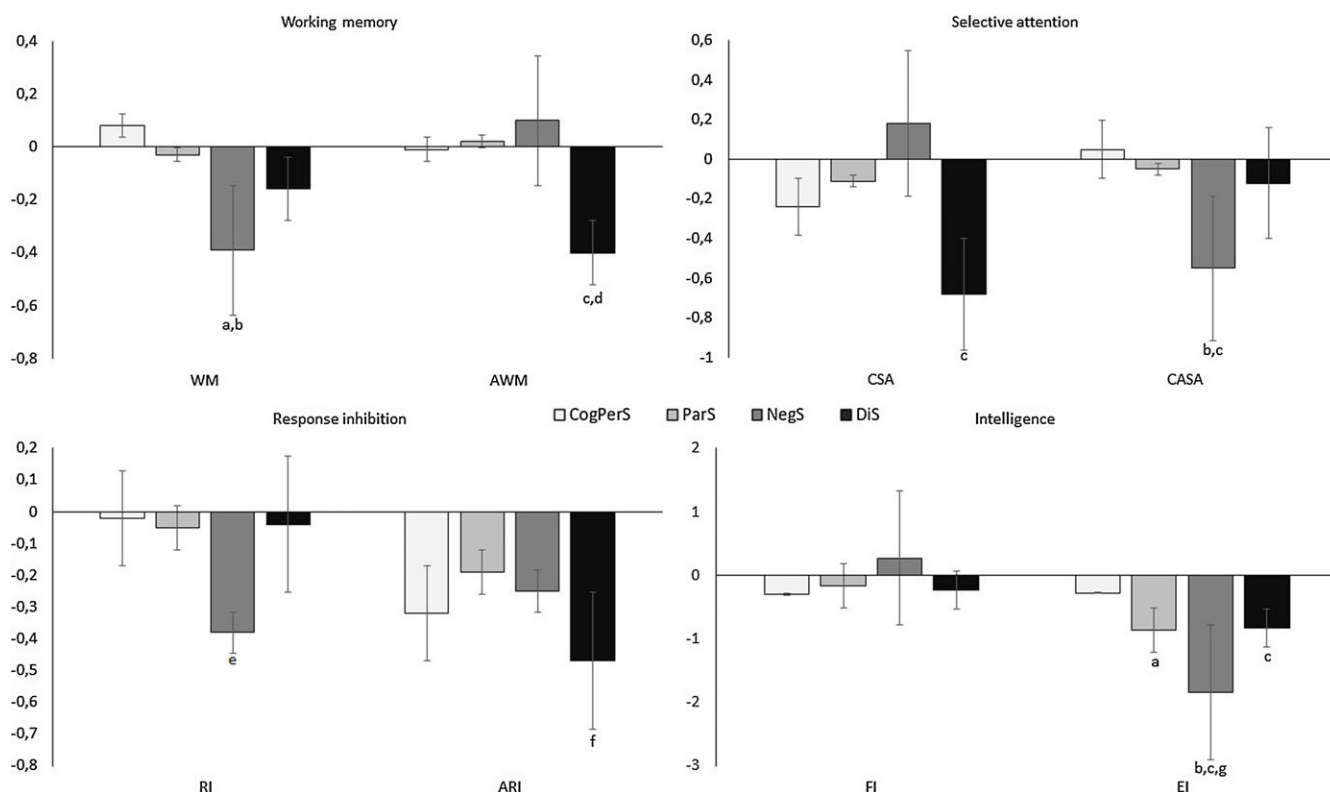 Working memory
0,4
0,2
0
-0,2
-0,4
-0,6
-0,8
a,b
c,d
WM AWM
Selective attention
0,6
0,4
0,2
0
-0,2
-0,4
-0,6
-0,8
-1
c
b,c
CSA CASA
CogPerS ParS NegS DiS
Response inhibition
0,2
0,1
0
-0,1
-0,2
-0,3
-0,4
-0,5
-0,6
-0,7
-0,8
e
f
RI ARI
Intelligence
2
1
0
-1
-2
-3
a
c
b,c,g
FI EI